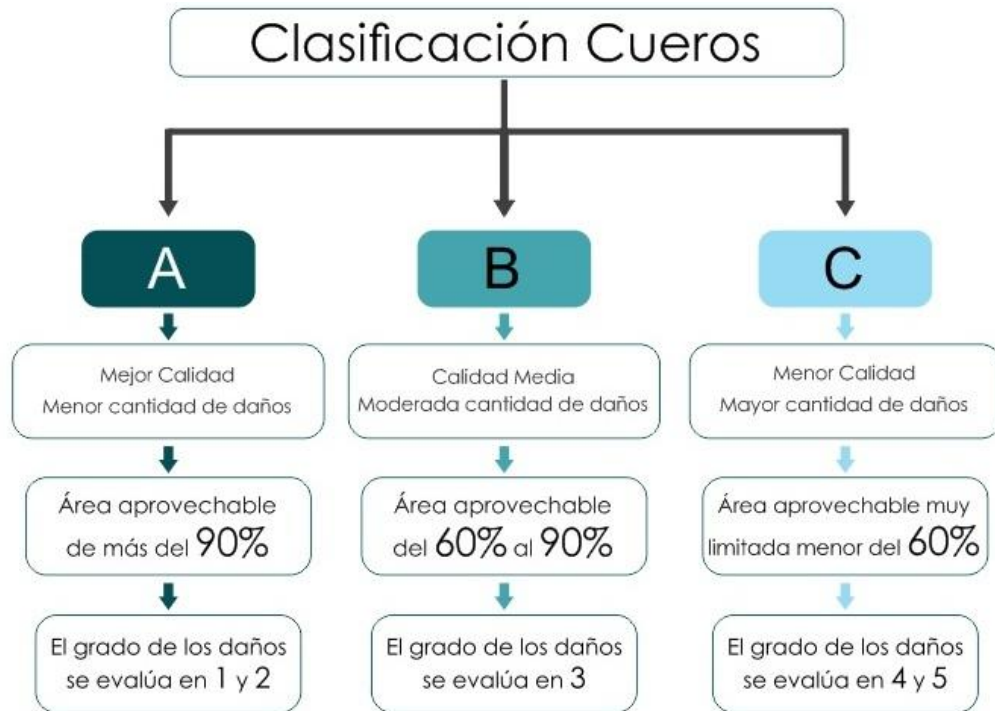 Clasificación Cueros
A
Mejor Calidad
Menor cantidad de daños
Área aprovechable
de más del 90%
El grado de los daños
se evalúa en 1 y 2
B
Calidad Media
Moderada cantidad de daños
Área aprovechable
del 60% al 90%
El grado de los daños
se evalúa en 3
C
Menor Calidad
Mayor cantidad de daños
Área aprovechable muy
limitada menor del 60%
El grado de los daños
se evalúa en 4 y 5